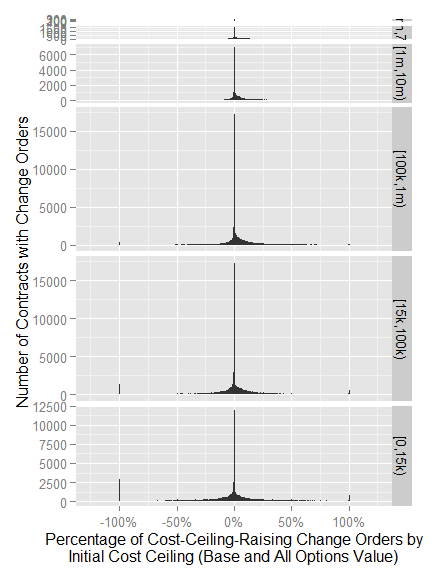 [1m,10m)
6000
4000
2000
0
[100k,1m)
15000
10000
5000
0
[15k,100k)
15000
10000
5000
0
[0,15k)
12500
10000
7500
5000
2500
0
Number of Contracts with Change Orders
-100% -50% 0% 50% 100%
Percentage of Cost-Ceiling-Raising Change Orders by
Initial Cost Ceiling (Base and All Options Value)